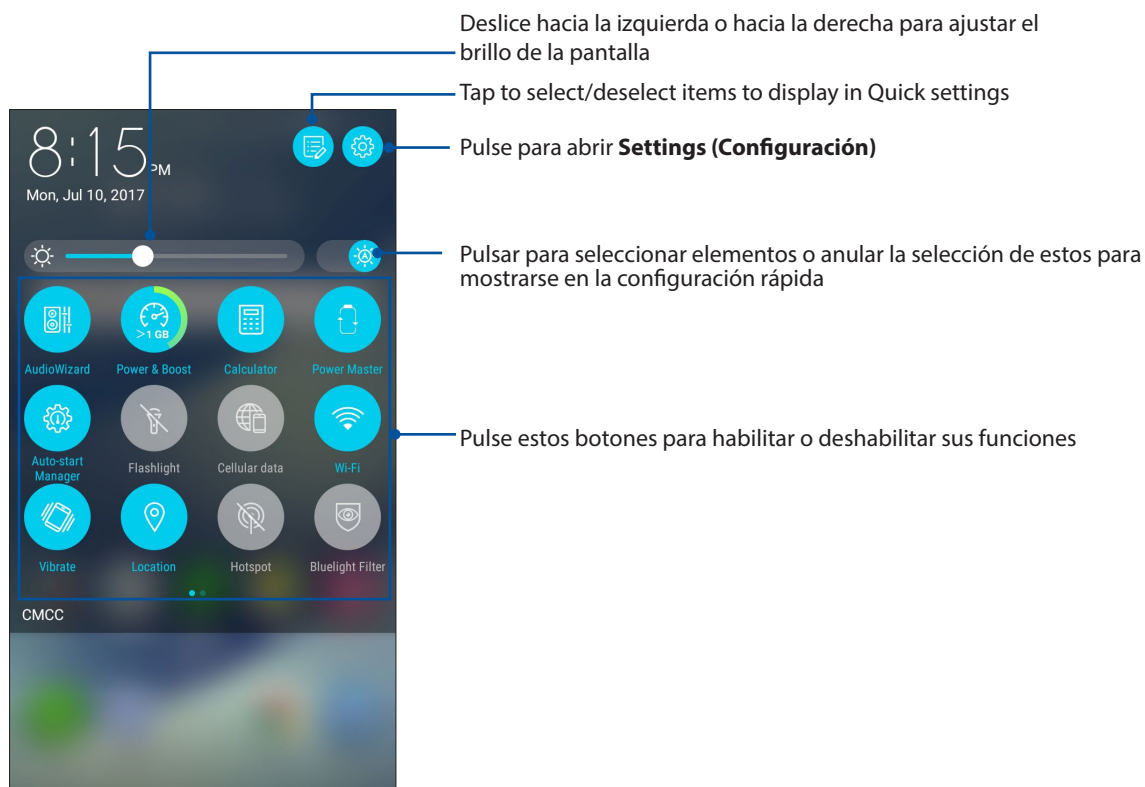 Deslice hacia la izquierda o hacia la derecha para ajustar el
brillo de la pantalla
Tap to select/deselect items to display in Quick settings
Pulse para abrir Settings (Configuración)
Pulsar para seleccionar elementos o anular la selección de estos para
mostrarse en la configuración rápida
Pulse estos botones para habilitar o deshabilitar sus funciones
8:15 PM
Mon, Jul 10, 2017
A
>1 GB
AudioWizard Power & Boost Calculator Power Master
Auto-start
Manager Flashlight Cellular data Wi-Fi
Vibrate Location Hotspot Bluelight Filter
CMCC